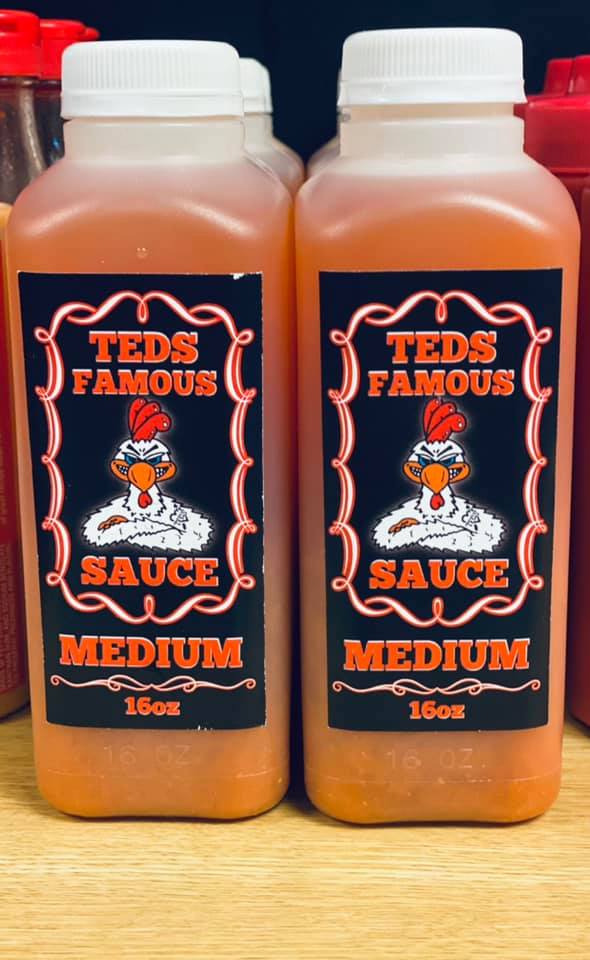 TEDS
FAMOUS
SAUCE
MEDIUM
16oz
16 OZ
TEDS
FAMOUS
SAUCE
MEDIUM
16oz
16 OZ.